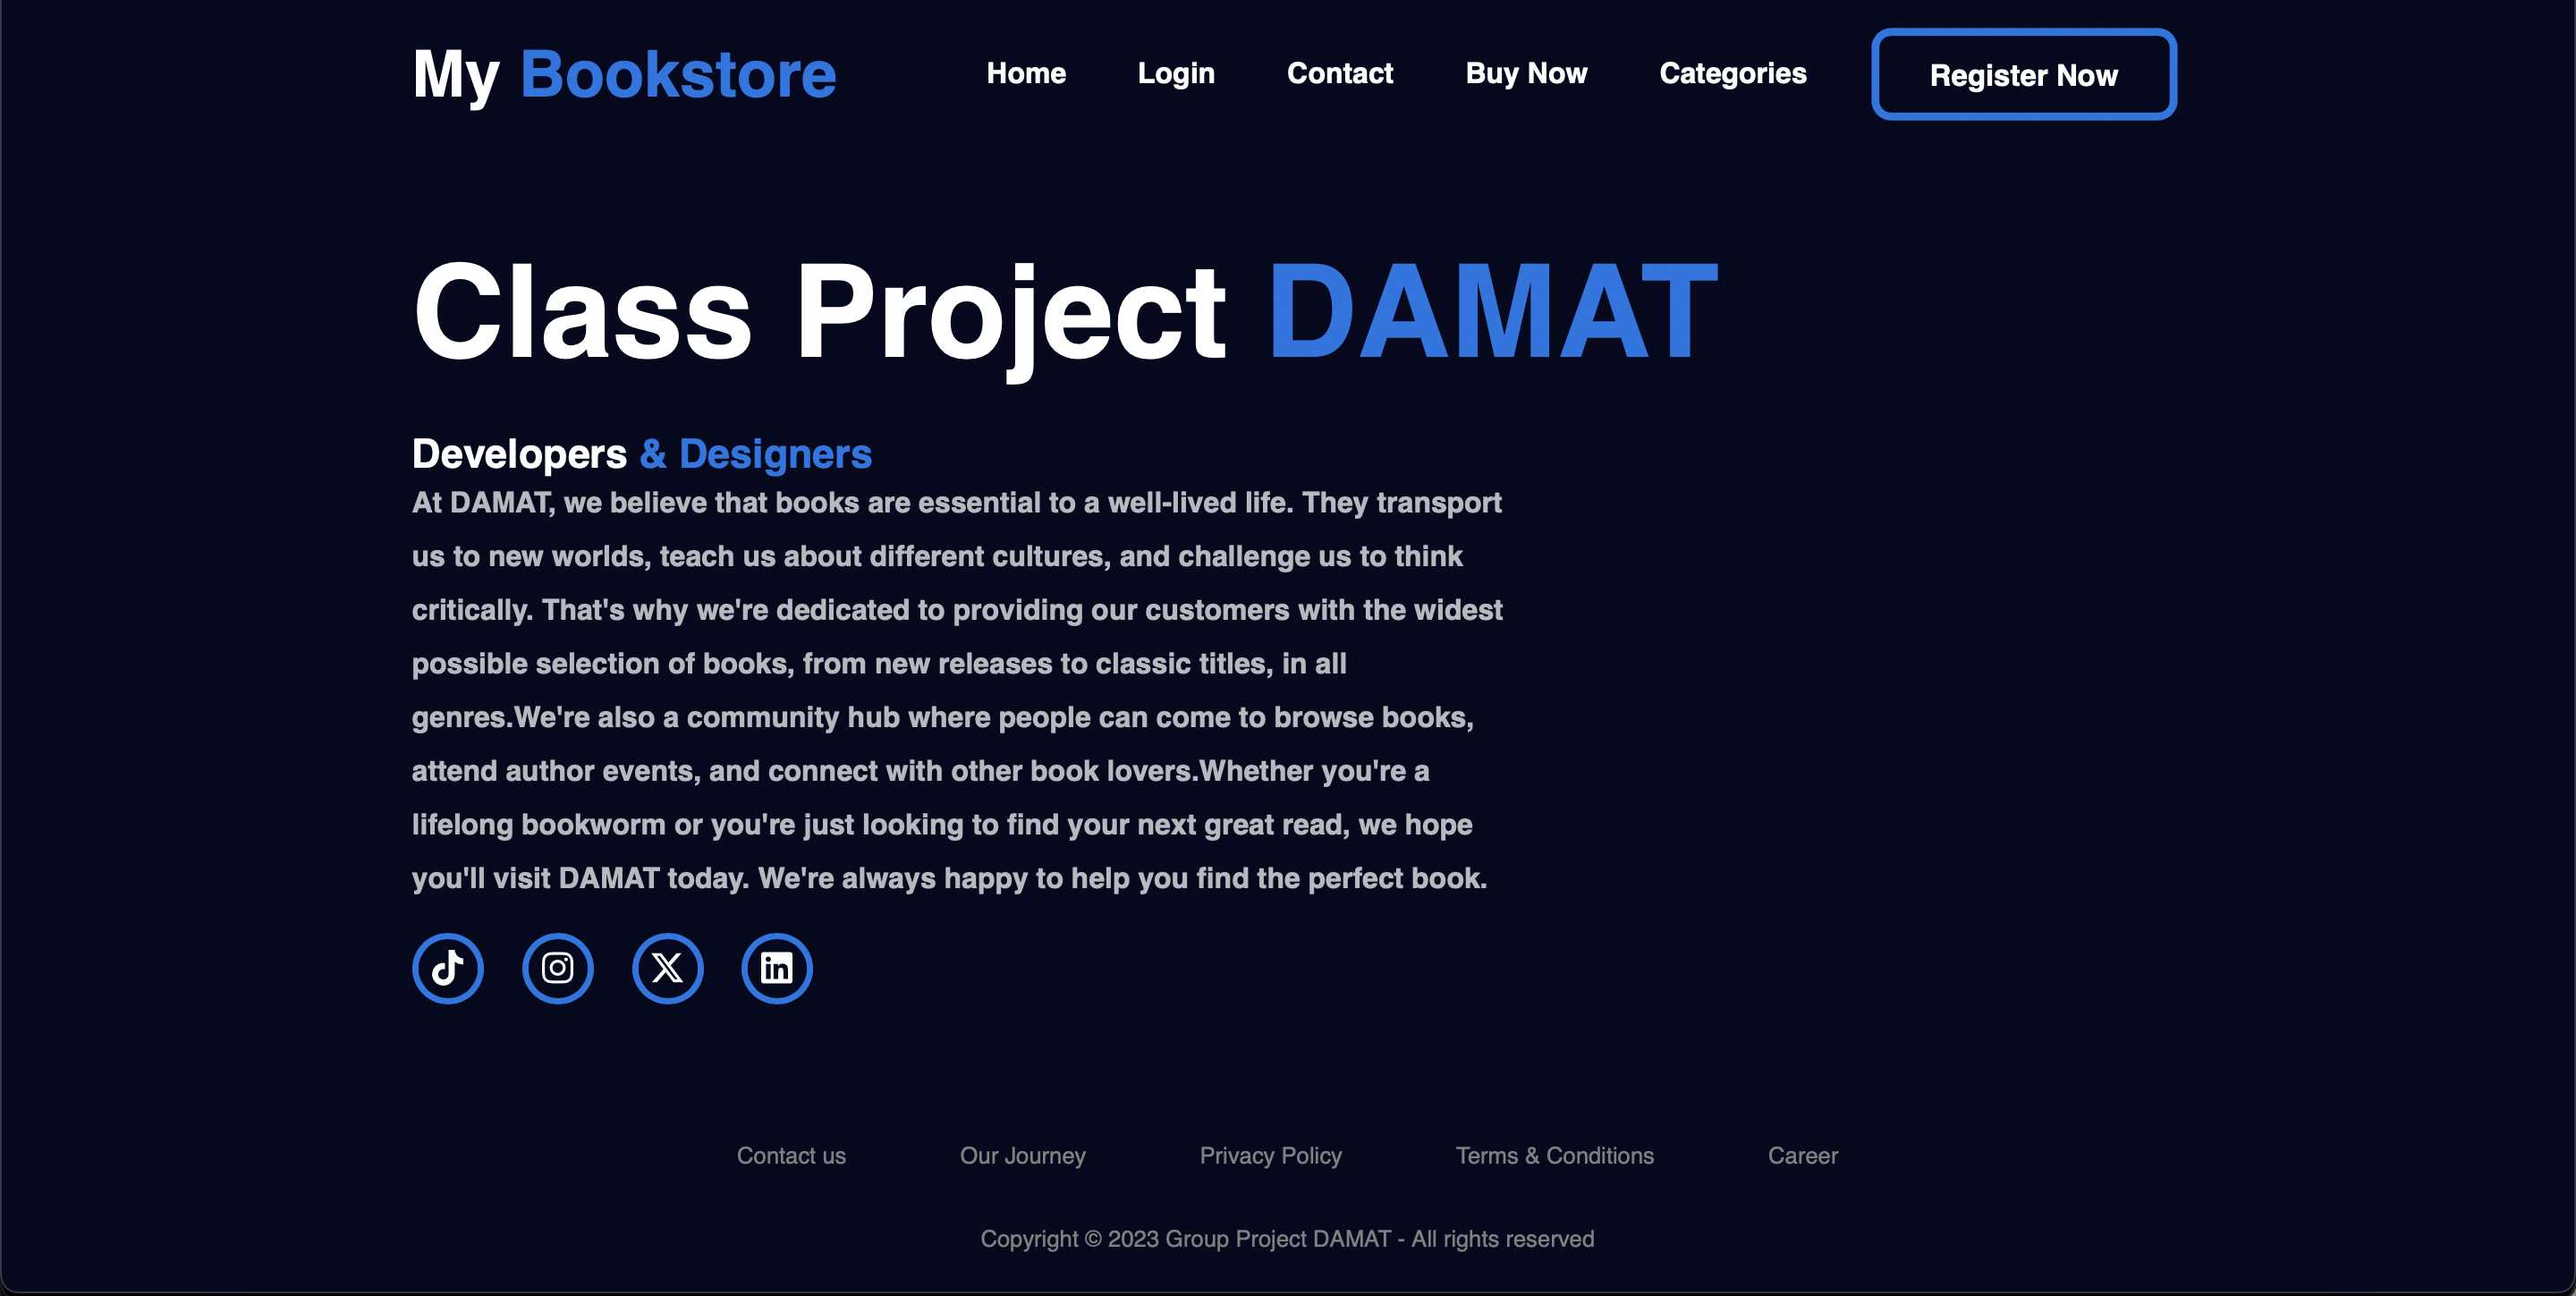 My Bookstore
Home Login Contact Buy Now Categories Register Now
Class Project DAMAT
Developers & Designers
At DAMAT, we believe that books are essential to a well-lived life. They transport
us to new worlds, teach us about different cultures, and challenge us to think
critically. That's why we're dedicated to providing our customers with the widest
possible selection of books, from new releases to classic titles, in all
genres.We're also a community hub where people can come to browse books,
attend author events, and connect with other book lovers.Whether you're a
lifelong bookworm or you're just looking to find your next great read, we hope
you'll visit DAMAT today. We're always happy to help you find the perfect book.
Contact us Our Journey Privacy Policy Terms & Conditions Career
Copyright © 2023 Group Project DAMAT - All rights reserved